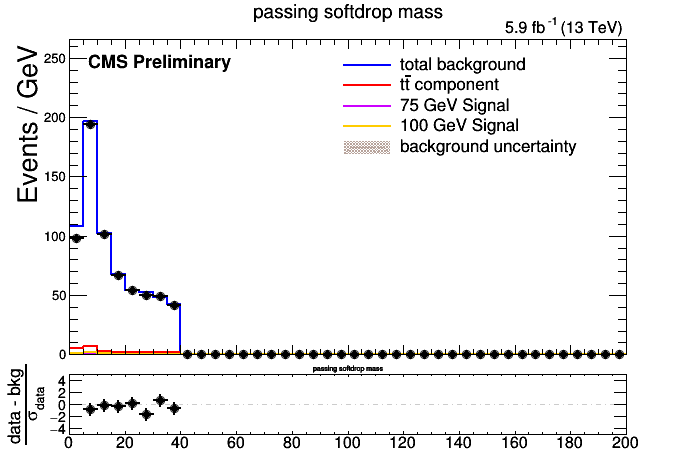 passing softdrop mass
5.9 fb⁻¹ (13 TeV)
CMS Preliminary
total background
tt̄ component
75 GeV Signal
100 GeV Signal
background uncertainty
Events / GeV
250
200
150
100
50
0
passing softdrop mass
data - bkg
σ data
4
2
0
−2
−4
0 20 40 60 80 100 120 140 160 180 200